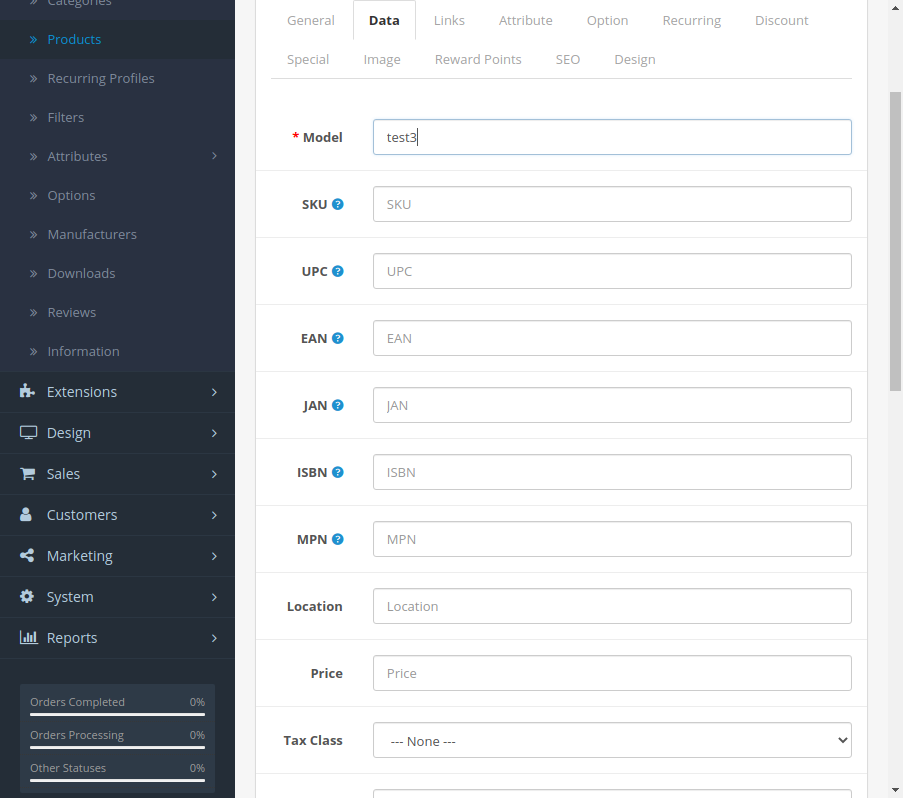 Categories
Products
Recurring Profiles
Filters
Attributes
Options
Manufacturers
Downloads
Reviews
Information
Extensions
Design
Sales
Customers
Marketing
System
Reports
Orders Completed 0%
Orders Processing 0%
Other Statuses 0%
General Data Links Attribute Option Recurring Discount
Special Image Reward Points SEO Design
* Model test3
SKU ? SKU
UPC ? UPC
EAN ? EAN
JAN ? JAN
ISBN ? ISBN
MPN ? MPN
Location Location
Price Price
Tax Class --- None ---